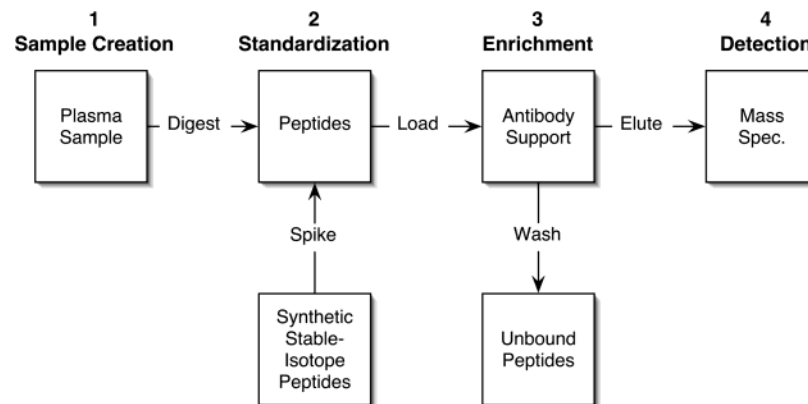 1
Sample Creation
2
Standardization
3
Enrichment
4
Detection
Plasma
Sample
Digest
Peptides
Load
Antibody
Support
Elute
Mass
Spec.
Spike
Wash
Synthetic
Stable-
Isotope
Peptides
Unbound
Peptides